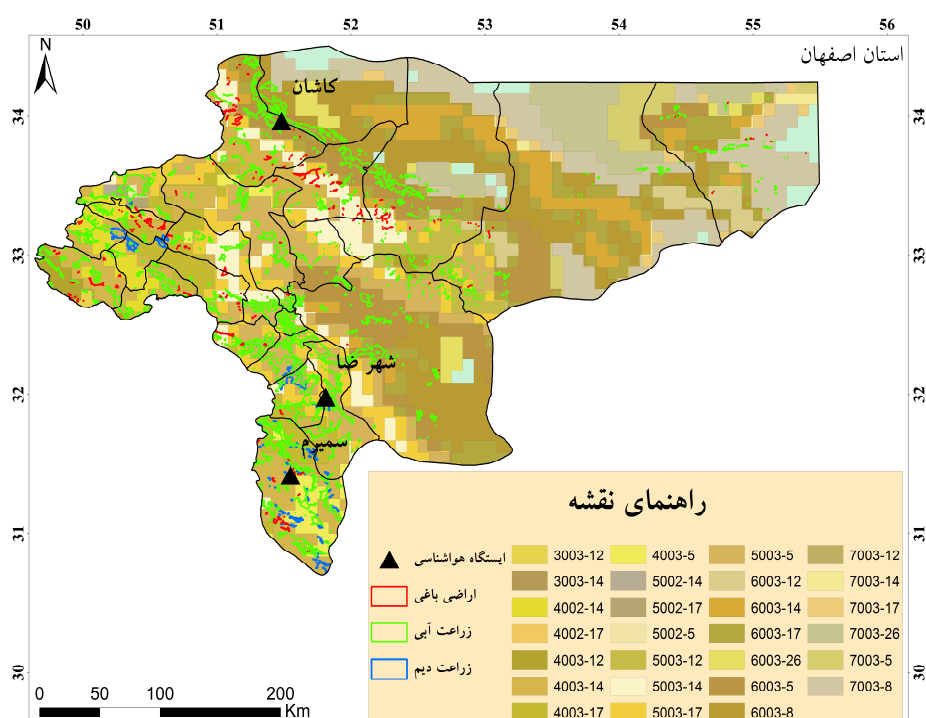 50 51 52 53 54 55 56
استان اصفهان
N
کاشان
34 34
33 33
شهر ضا
32 32
سمیرم
31 31
30 30
راهنمای نقشه
ایستگاه هواشناسی
اراضی باغی
زراعت آبی
زراعت دیم
3003-12 4003-5 5003-5 7003-12
3003-14 5002-14 6003-12 7003-14
4002-14 5002-17 6003-14 7003-17
4002-17 5002-5 6003-17 7003-26
4003-12 5003-12 6003-26 7003-5
4003-14 5003-14 6003-5 7003-8
4003-17 5003-17 6003-8
0 50 100 200
Km